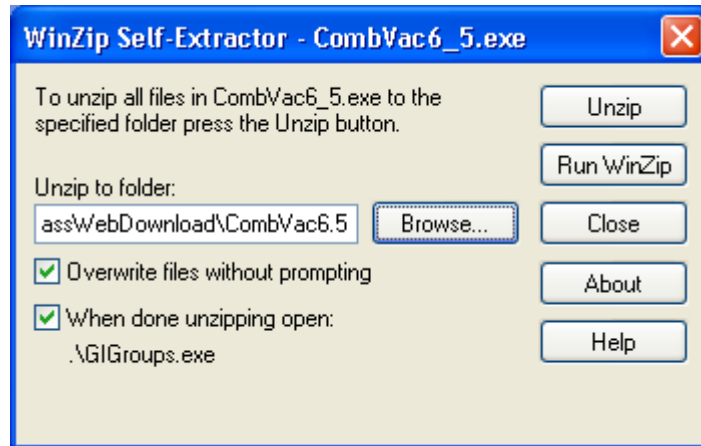 WinZip Self-Extractor - CombVac6_5.exe
To unzip all files in CombVac6_5.exe to the
specified folder press the Unzip button.
Unzip
Run WinZip
Unzip to folder:
assWebDownload\CombVac6.5
Browse...
Close
Overwrite files without prompting
About
When done unzipping open:
.\GIGroups.exe
Help